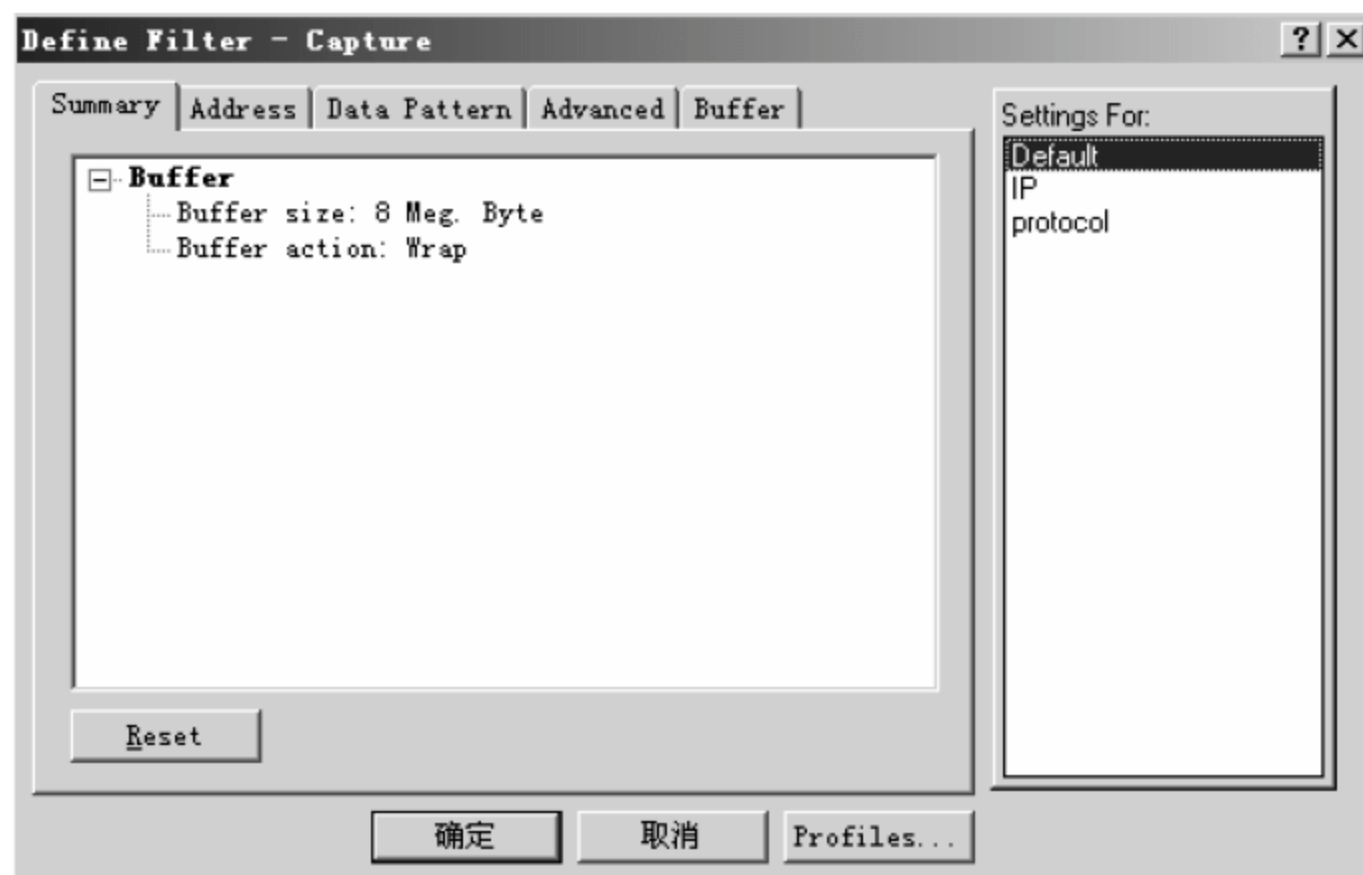 Define Filter - Capture
Summary Address Data Pattern Advanced Buffer
Buffer
Buffer size: 8 Meg. Byte
Buffer action: Wrap
Reset
Settings For:
Default
IP
protocol
确定 取消 Profiles...